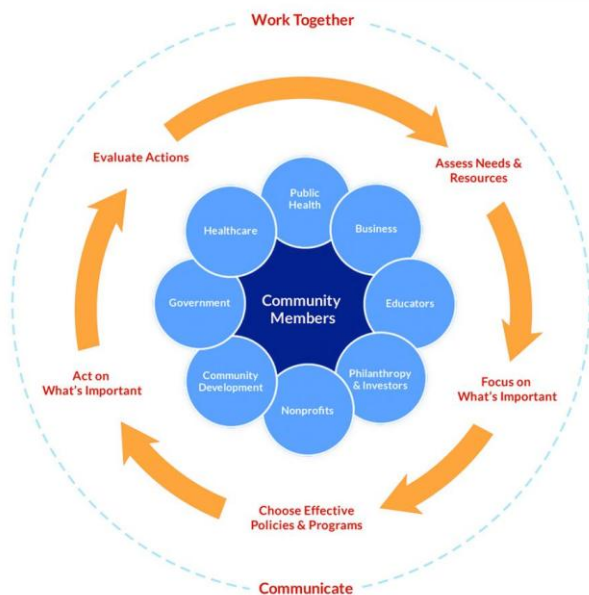 Work Together
Evaluate Actions
Assess Needs &
Resources
Public
Health
Healthcare
Business
Government
Community
Members
Educators
Community
Development
Philanthropy
& Investors
Nonprofits
Act on
What's Important
Focus on
What's Important
Choose Effective
Policies & Programs
Communicate